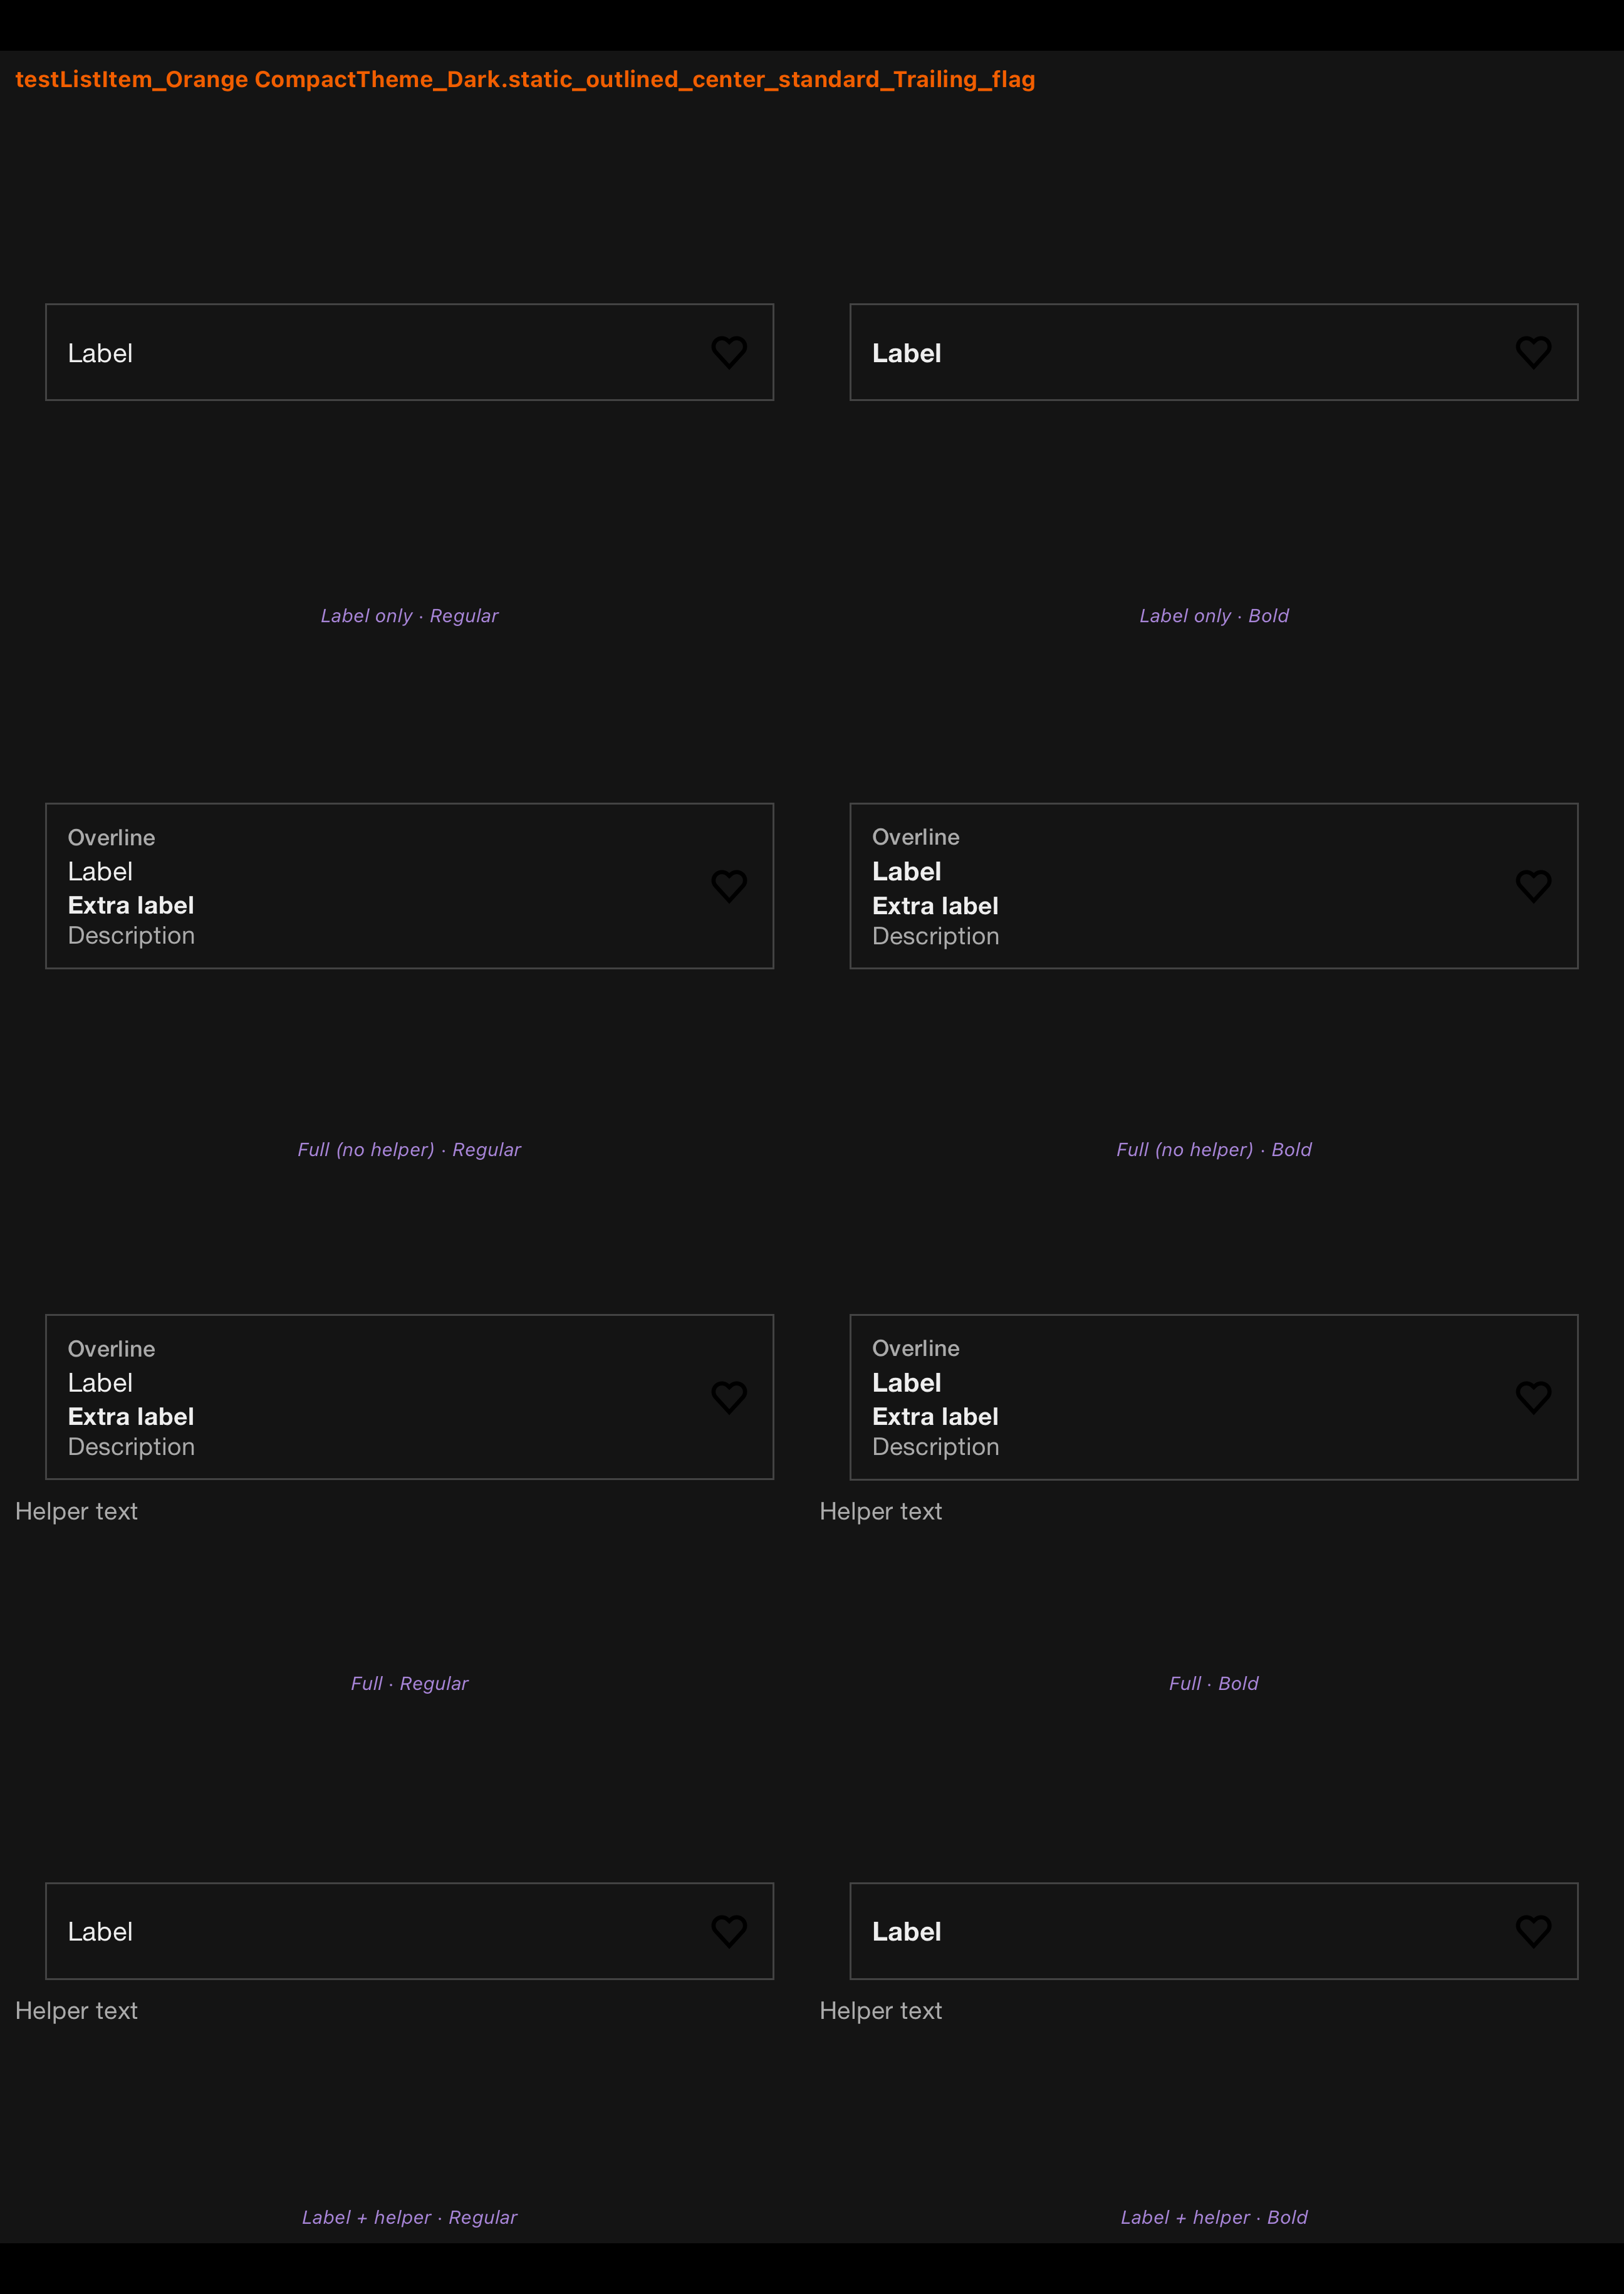 testListItem_Orange CompactTheme_Dark.static_outlined_center_standard_Trailing_flag
Label
Label
Label only · Regular
Label only · Bold
Overline
Label
Extra label
Description
Overline
Label
Extra label
Description
Full (no helper) · Regular
Full (no helper) · Bold
Overline
Label
Extra label
Description
Helper text
Overline
Label
Extra label
Description
Helper text
Full · Regular
Full · Bold
Label
Helper text
Label
Helper text
Label + helper · Regular
Label + helper · Bold